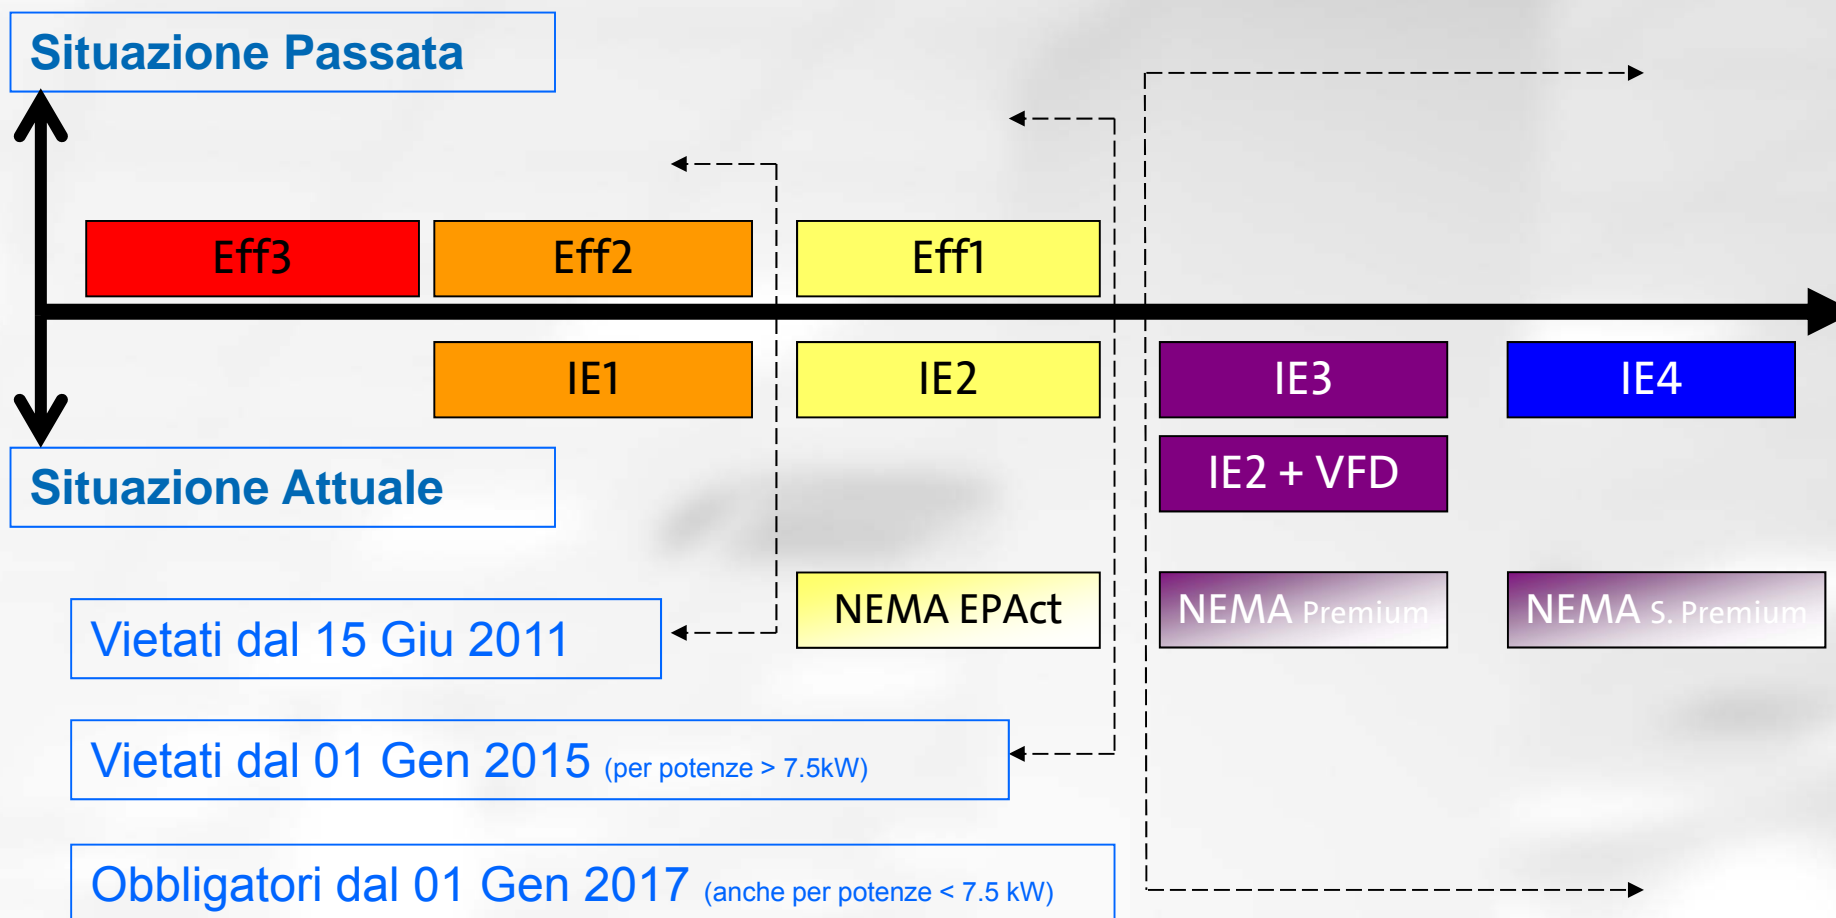 Situazione Passata
Eff3 Eff2 Eff1
IE1 IE2 IE3 IE4
IE2 + VFD
Situazione Attuale
NEMA EPAct NEMA Premium NEMA S. Premium
Vietati dal 15 Giu 2011
Vietati dal 01 Gen 2015 (per potenze > 7.5kW)
Obbligatori dal 01 Gen 2017 (anche per potenze < 7.5 kW)